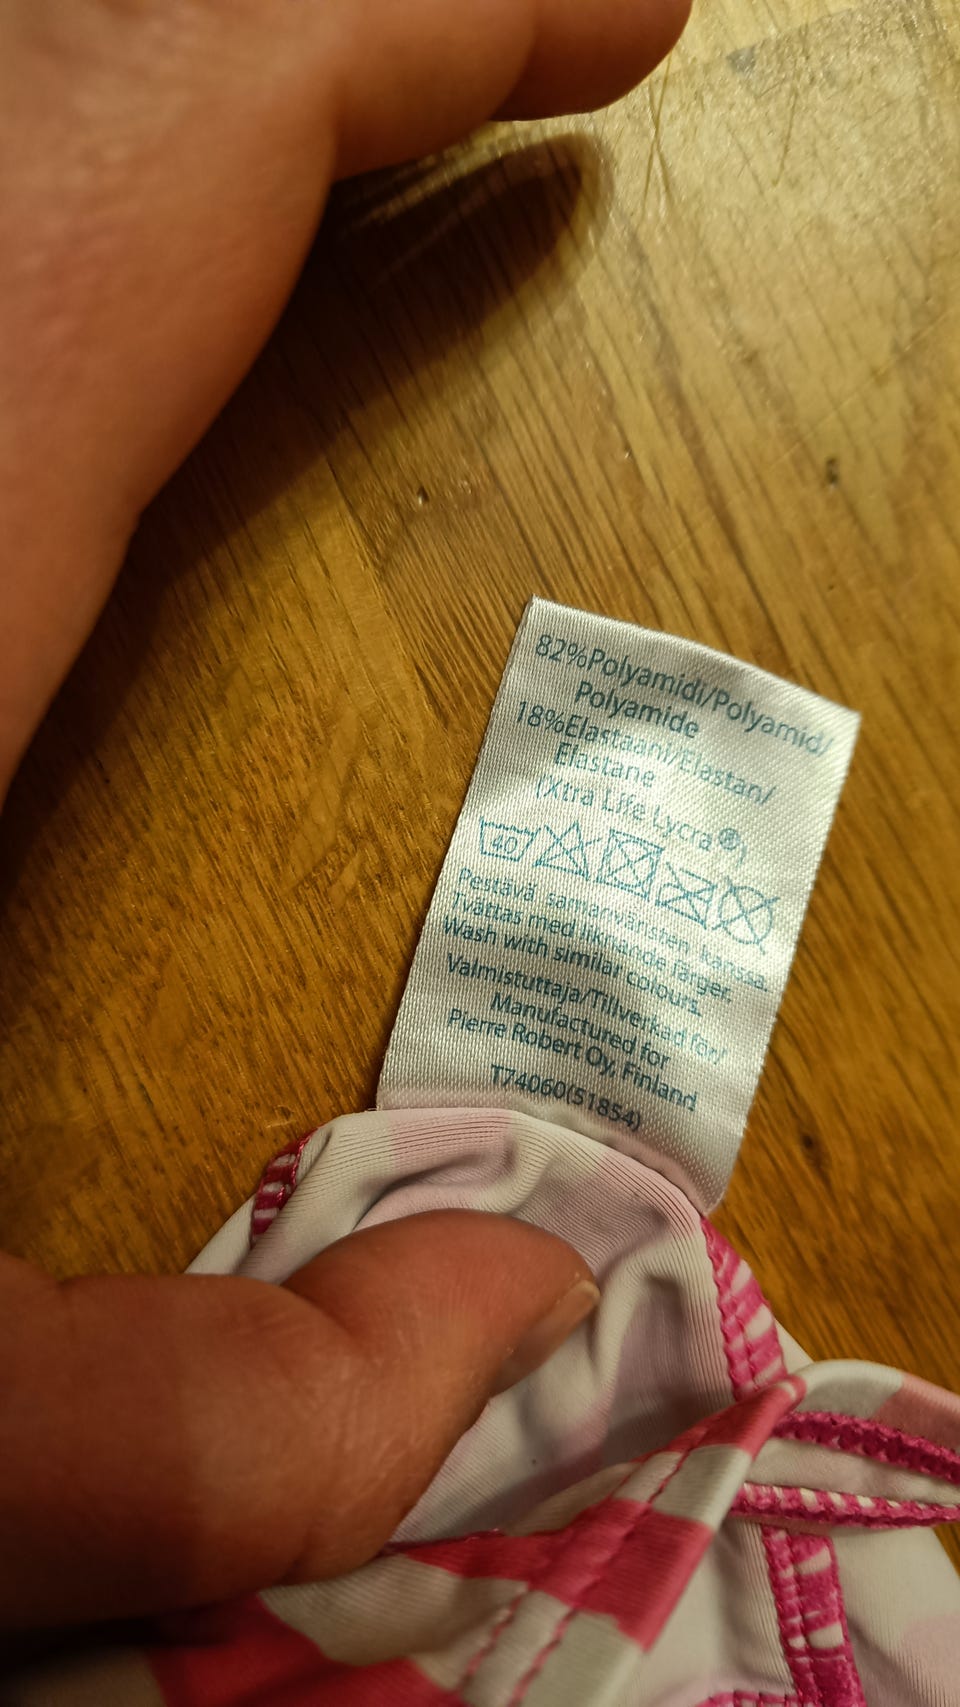 82%Polyamidi/Polyamid/
Polyamide
18%Elastaani/Elastan/
Elastane
(Xtra Life Lycra®)
40
Pestävä samanväristen kanssa.
Tvättas med liknande färger.
Wash with similar colours.
Valmistuttaja/Tillverkad för/
Manufactured for
Pierre Robert Oy, Finland
T74060(51854)